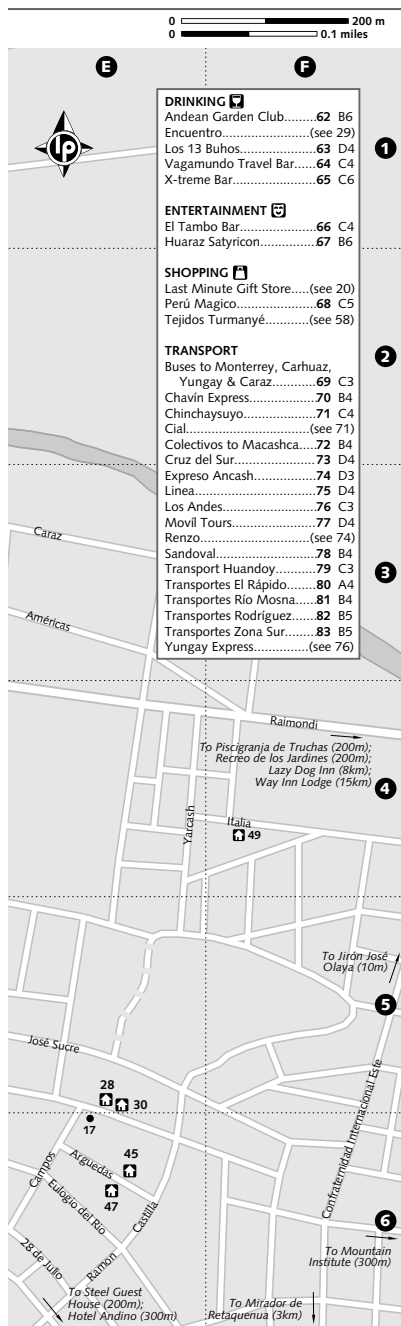 0 200 m
0 0.1 miles
E F
lp
DRINKING
Andean Garden Club.........62 B6
Encuentro.......................(see 29)
Los 13 Buhos....................63 D4
Vagamundo Travel Bar......64 C4
X-treme Bar......................65 C6
ENTERTAINMENT
El Tambo Bar....................66 C4
Huaraz Satyricon...............67 B6
SHOPPING
Last Minute Gift Store.....(see 20)
Perú Magico......................68 C5
Tejidos Turmanyé............(see 58)
TRANSPORT
Buses to Monterrey, Carhuaz,
Yungay & Caraz............69 C3
Chavín Express..................70 B4
Chinchaysuyo....................71 C4
Cial.................................(see 71)
Colectivos to Macashca.....72 B4
Cruz del Sur......................73 D4
Expreso Ancash.................74 D3
Linea................................75 D4
Los Andes.........................76 C3
Movíl Tours......................77 D4
Renzo.............................(see 74)
Sandoval...........................78 B4
Transport Huandoy............79 C3
Transportes El Rápido.......80 A4
Transportes Río Mosna......81 B4
Transportes Rodríguez.......82 B5
Transportes Zona Sur........83 B5
Yungay Express...............(see 76)
1
2
3
Caraz
Américas
Raimondi
To Piscigranja de Truchas (200m);
Recreo de los Jardines (200m);
Lazy Dog Inn (8km);
Way Inn Lodge (15km)
4
Yarcash
Italia
49
To Jirón José
Olaya (10m)
5
José Sucre
Confraternidad Internacional Este
28
30
17
45
Arguedas
47
Campos
Eulogio del Río
Castilla
Ramon
28 de Julio
6
To Mountain
Institute (300m)
To Steel Guest
House (200m);
Hotel Andino (300m)
To Mirador de
Retaquenua (3km)